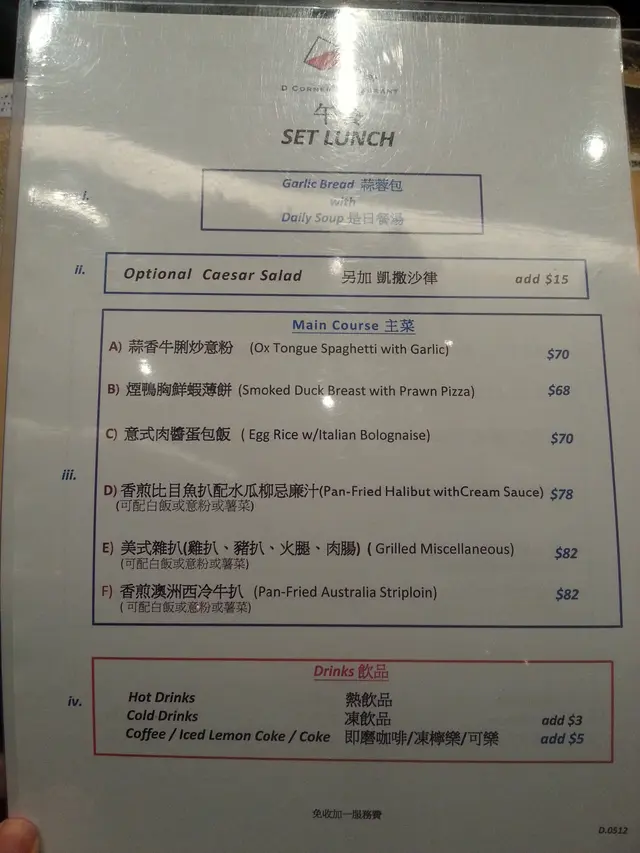 D CORNER RESTAURANT
午餐
SET LUNCH
i.
Garlic Bread 蒜蓉包
with
Daily Soup 是日餐湯
ii.
Optional Caesar Salad 另加 凱撒沙律 add $15
Main Course 主菜
A) 蒜香牛脷炒意粉 (Ox Tongue Spaghetti with Garlic) $70
B) 煙鴨胸鮮蝦薄餅 (Smoked Duck Breast with Prawn Pizza) $68
C) 意式肉醬蛋包飯 ( Egg Rice w/Italian Bolognaise) $70
iii.
D) 香煎比目魚扒配水瓜柳忌廉汁(Pan-Fried Halibut withCream Sauce) $78
(可配白飯或意粉或薯菜)
E) 美式雜扒(雞扒、豬扒、火腿、肉腸) ( Grilled Miscellaneous) $82
(可配白飯或意粉或薯菜)
F) 香煎澳洲西冷牛扒 (Pan-Fried Australia Striploin) $82
( 可配白飯或意粉或薯菜)
Drinks 飲品
iv.
Hot Drinks 熱飲品
Cold Drinks 凍飲品 add $3
Coffee / Iced Lemon Coke / Coke 即磨咖啡/凍檸樂/可樂 add $5
免收加一服務費
D.0512